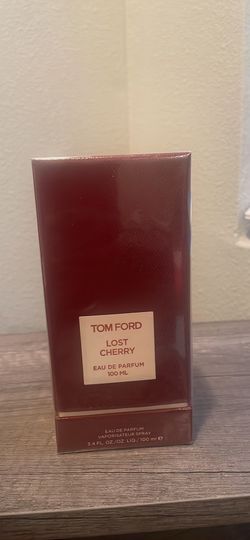 TOM FORD
LOST
CHERRY
EAU DE PARFUM
100 ML
EAU DE PARFUM
VAPORISATEUR SPRAY
3.4 FL. OZ./OZ. LIQ / 100 ml ℮